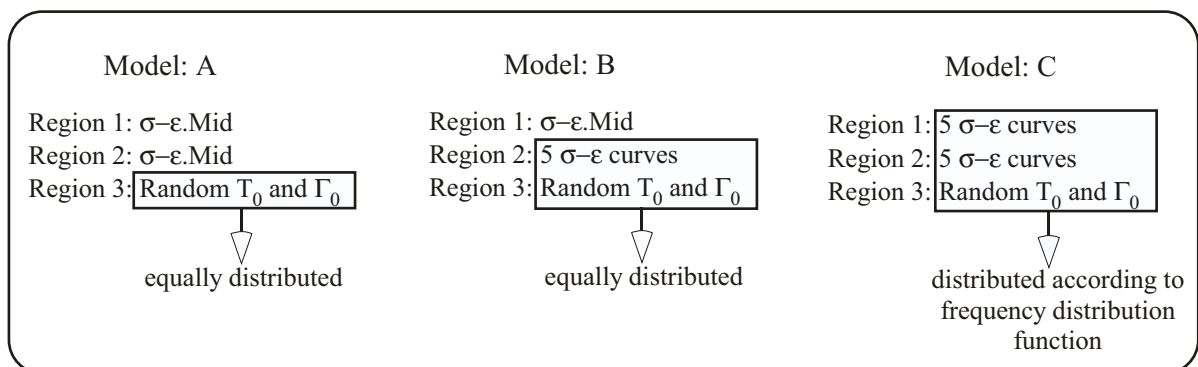 Model: A
Region 1: σ–ε.Mid
Region 2: σ–ε.Mid
Region 3: Random T₀ and Γ₀
equally distributed
Model: B
Region 1: σ–ε.Mid
Region 2: 5 σ–ε curves
Region 3: Random T₀ and Γ₀
equally distributed
Model: C
Region 1: 5 σ–ε curves
Region 2: 5 σ–ε curves
Region 3: Random T₀ and Γ₀
distributed according to
frequency distribution
function